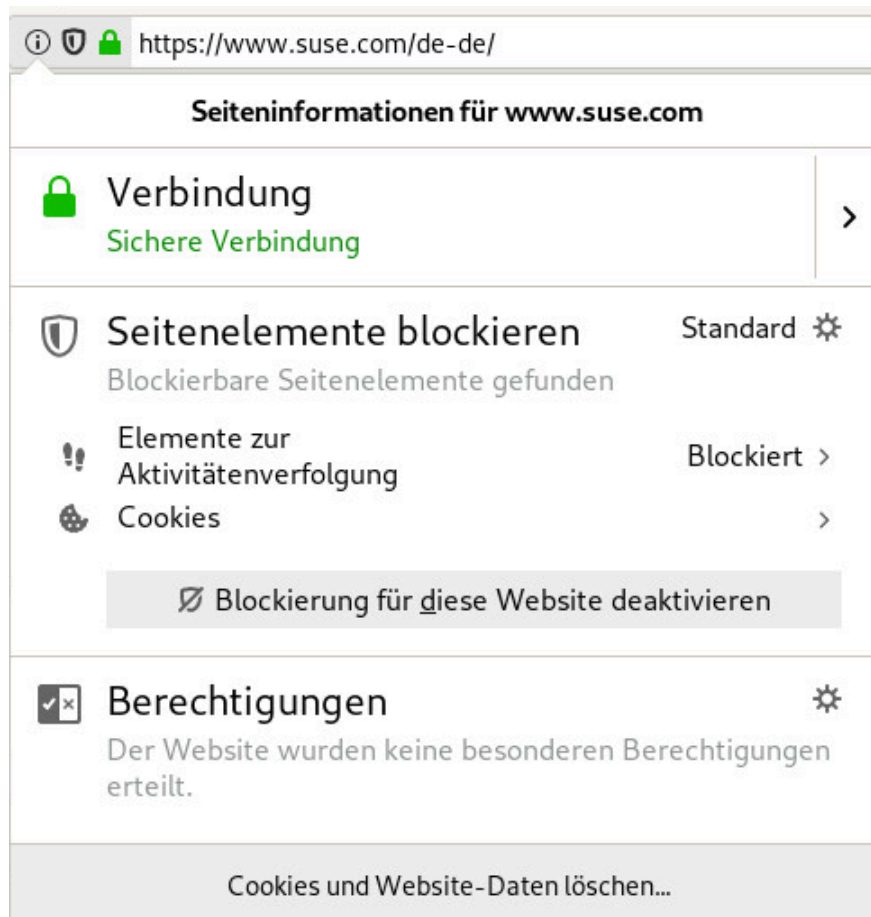 https://www.suse.com/de-de/
Seiteninformationen für www.suse.com
Verbindung
Sichere Verbindung
Seitenelemente blockieren
Standard
Blockierbare Seitenelemente gefunden
Elemente zur
Aktivitätenverfolgung
Blockiert
Cookies
Blockierung für diese Website deaktivieren
Berechtigungen
Der Website wurden keine besonderen Berechtigungen
erteilt.
Cookies und Website-Daten löschen...